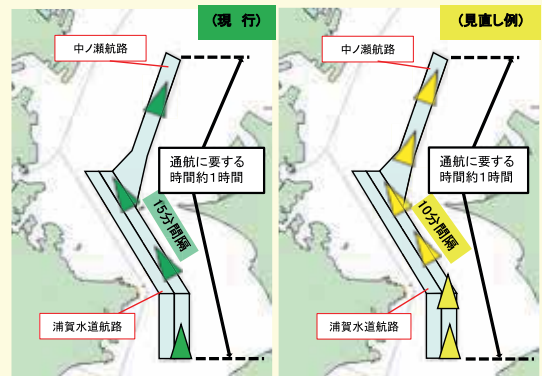 (現 行)
中ノ瀬航路
通航に要する
時間約1時間
15分間隔
浦賀水道航路
(見直し例)
中ノ瀬航路
通航に要する
時間約1時間
10分間隔
浦賀水道航路